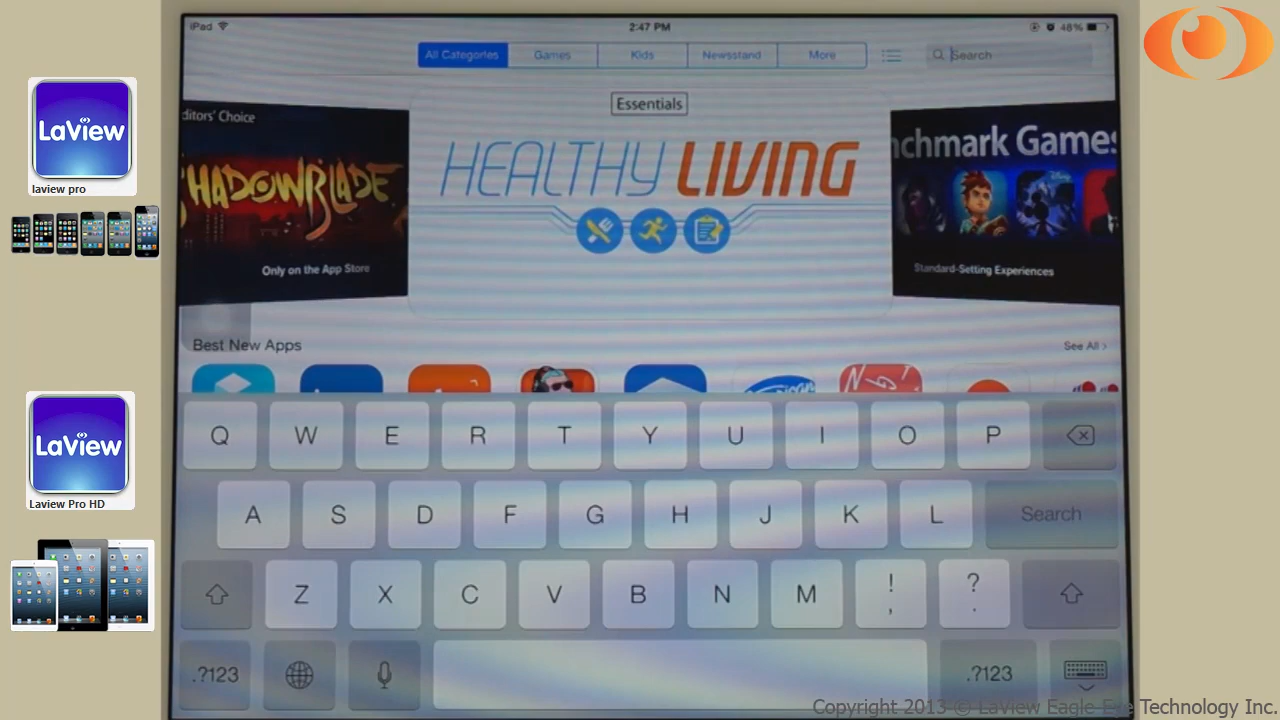 iPad
2:47 PM
48%
All Categories
Games
Kids
Newsstand
More
Search
Essentials
HEALTHY LIVING
ditors' Choice
HADOWBLADE
Only on the App Store
nchmark Games
Disney
Standard-Setting Experiences
LaView
laview pro
Best New Apps
See All >
LaView
Laview Pro HD
Q W E R T Y U I O P
A S D F G H J K L Search
Z X C V B N M ! , ? .
.?123
.?123
Copyright 2013 © LaView Eagle-Eye Technology Inc.